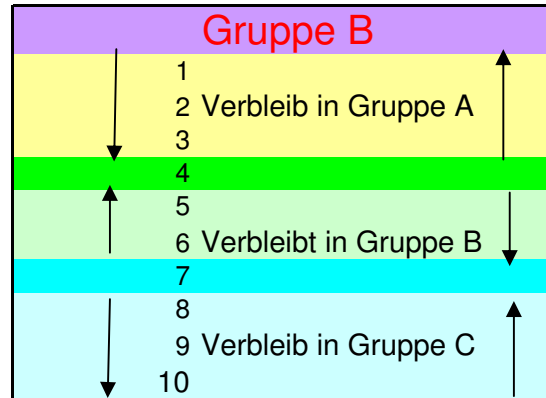 Gruppe B
1
2 Verbleib in Gruppe A
3
4
5
6 Verbleibt in Gruppe B
7
8
9 Verbleib in Gruppe C
10